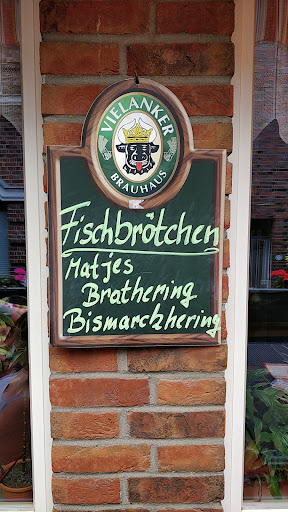 VIELANKER
BRAUHAUS
Fischbrötchen
Matjes
Brathering
Bismarckhering